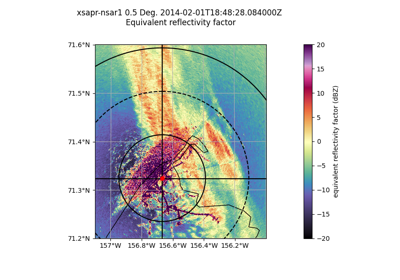 xsapr-nsar1 0.5 Deg. 2014-02-01T18:48:28.084000Z
Equivalent reflectivity factor
71.6°N
71.5°N
71.4°N
71.3°N
71.2°N
157°W 156.8°W 156.6°W 156.4°W 156.2°W
20
15
10
5
0
−5
−10
−15
−20
equivalent reflectivity factor (dBZ)